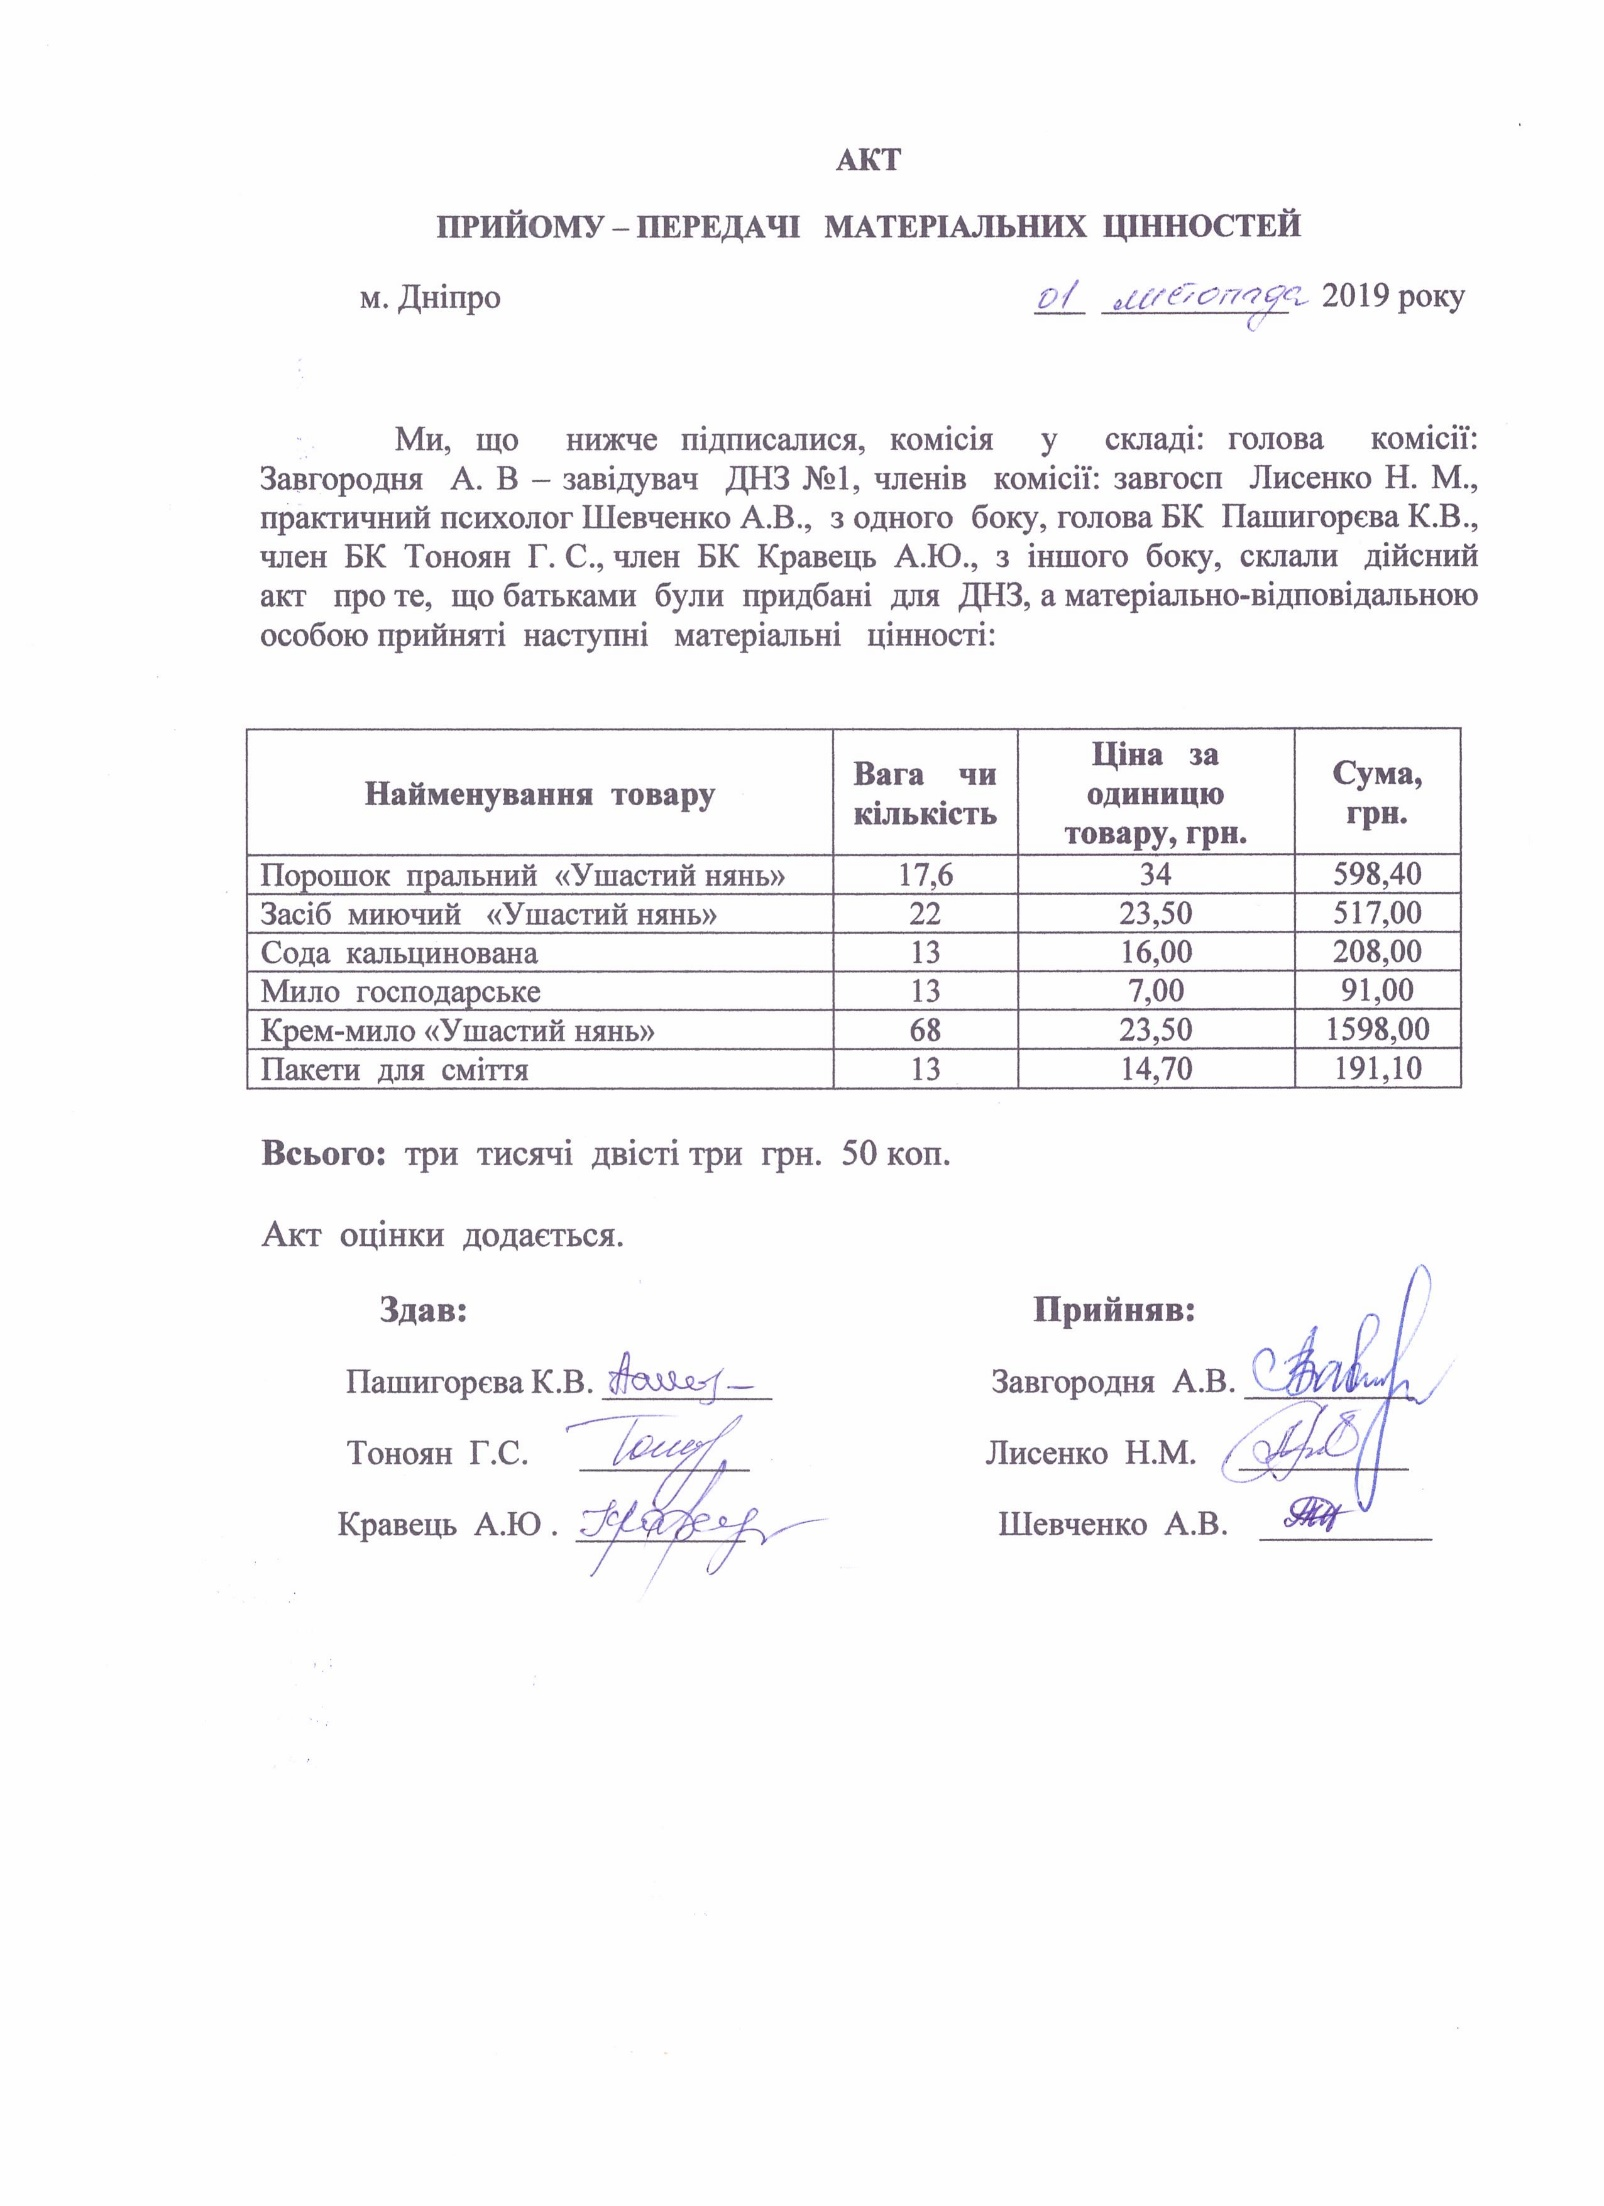 АКТ
ПРИЙОМУ – ПЕРЕДАЧІ МАТЕРІАЛЬНИХ ЦІННОСТЕЙ
м. Дніпро 01 листопада 2019 року
Ми, що нижче підписалися, комісія у складі: голова комісії:
Завгородня А. В – завідувач ДНЗ №1, членів комісії: завгосп Лисенко Н. М.,
практичний психолог Шевченко А.В., з одного боку, голова БК Пашигорєва К.В.,
член БК Тоноян Г. С., член БК Кравець А.Ю., з іншого боку, склали дійсний
акт про те, що батьками були придбані для ДНЗ, а матеріально-відповідальною
особою прийняті наступні матеріальні цінності:
Найменування товару Вага чи кількість Ціна за одиницю товару, грн. Сума, грн.
Порошок пральний «Ушастий нянь» 17,6 34 598,40
Засіб миючий «Ушастий нянь» 22 23,50 517,00
Сода кальцинована 13 16,00 208,00
Мило господарське 13 7,00 91,00
Крем-мило «Ушастий нянь» 68 23,50 1598,00
Пакети для сміття 13 14,70 191,10
Всього: три тисячі двісті три грн. 50 коп.
Акт оцінки додається.
Здав: Прийняв:
Пашигорєва К.В. Завгородня А.В.
Тоноян Г.С. Лисенко Н.М.
Кравець А.Ю . Шевченко А.В.